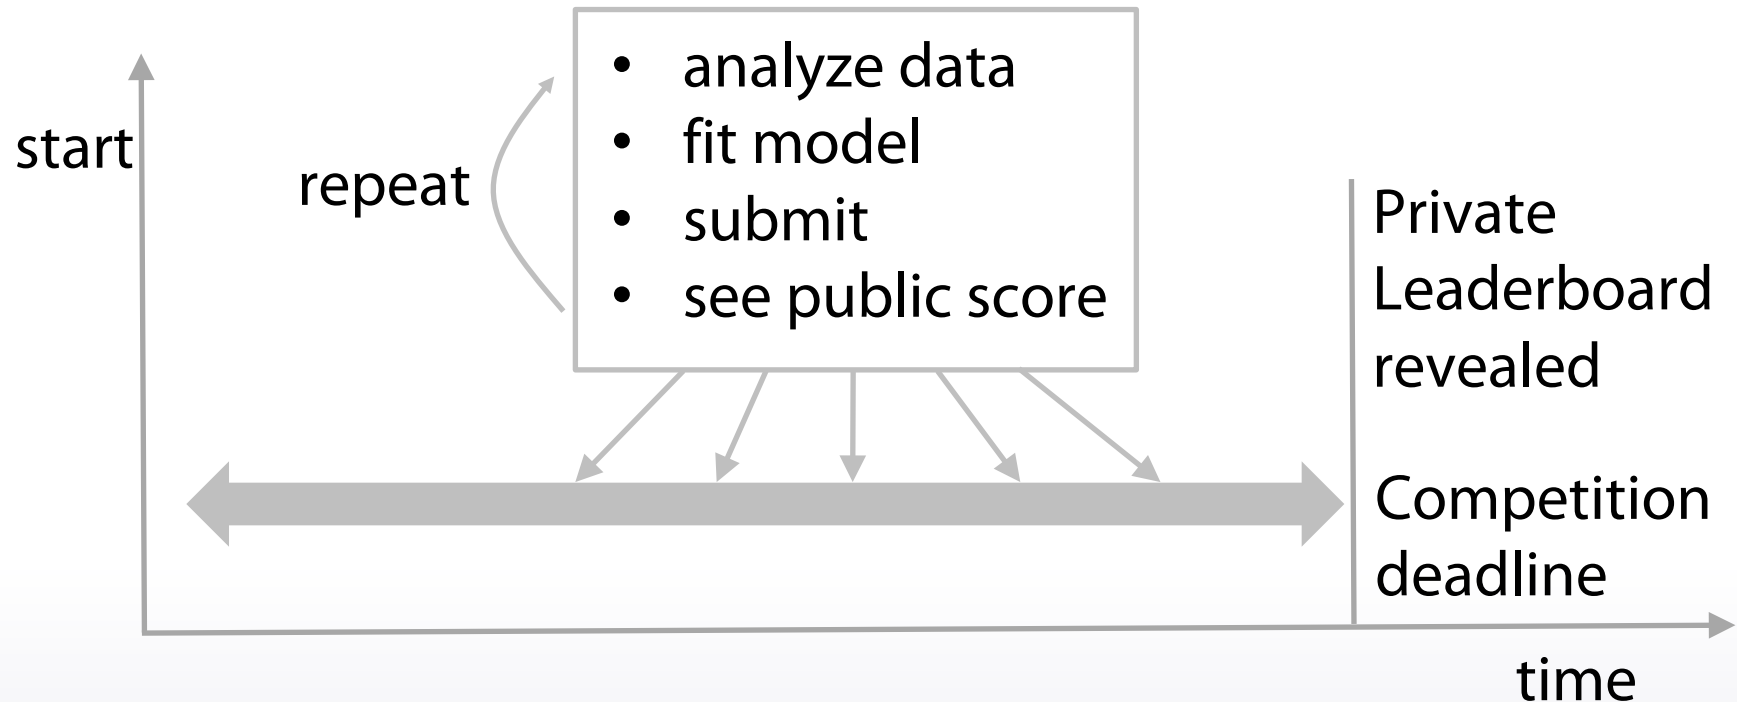 start
repeat
• analyze data
• fit model
• submit
• see public score
Private
Leaderboard
revealed
Competition
deadline
time